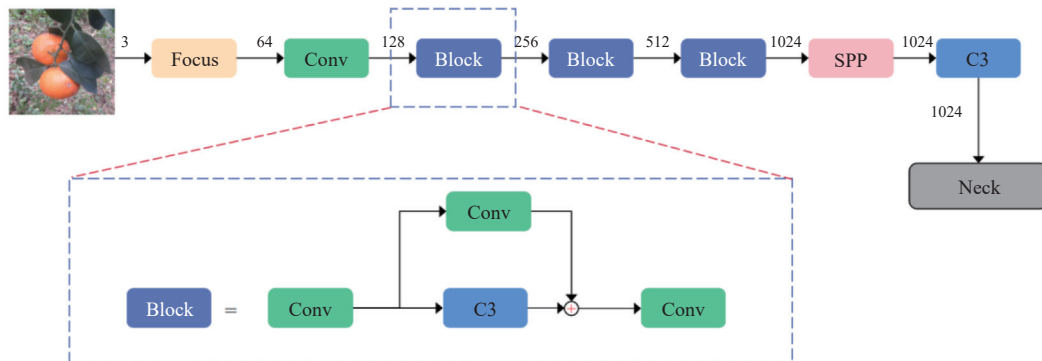 3 Focus 64 Conv 128 Block 256 Block 512 Block 1024 SPP 1024 C3
1024
Neck
Conv
Block = Conv C3 + Conv